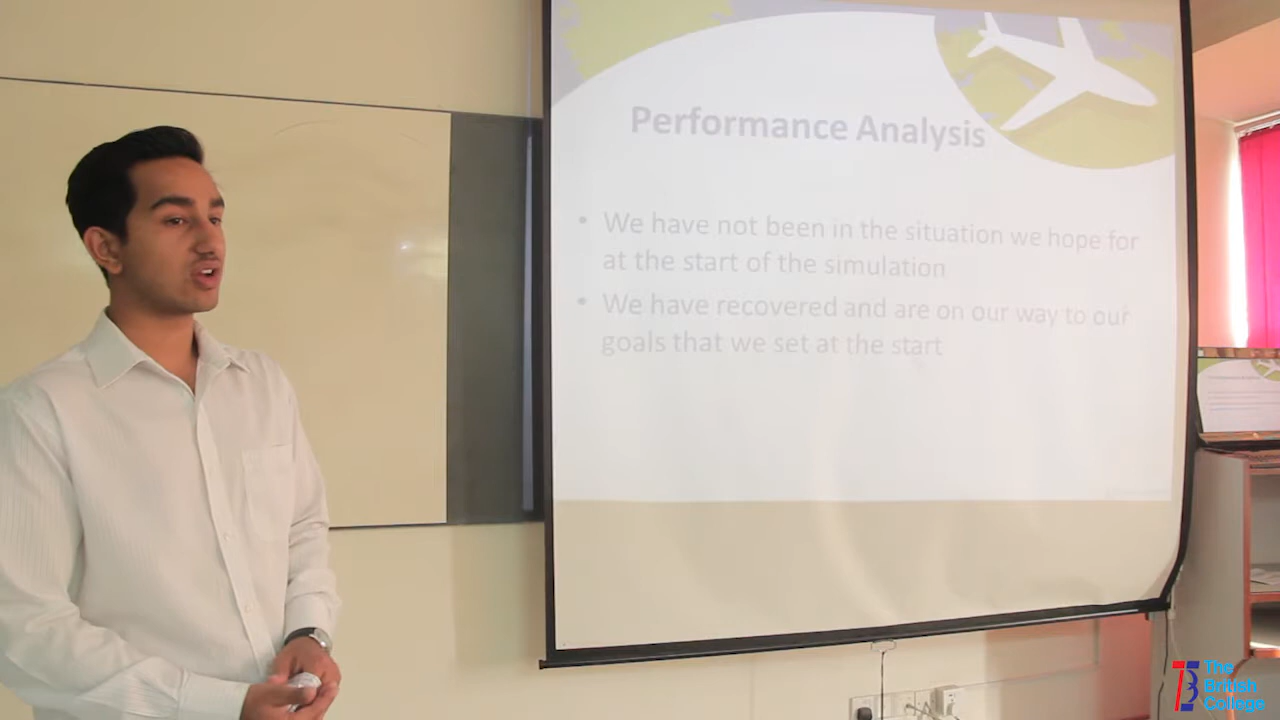 Performance Analysis
• We have not been in the situation we hope for
at the start of the simulation
• We have recovered and are on our way to our
goals that we set at the start
The
British
College